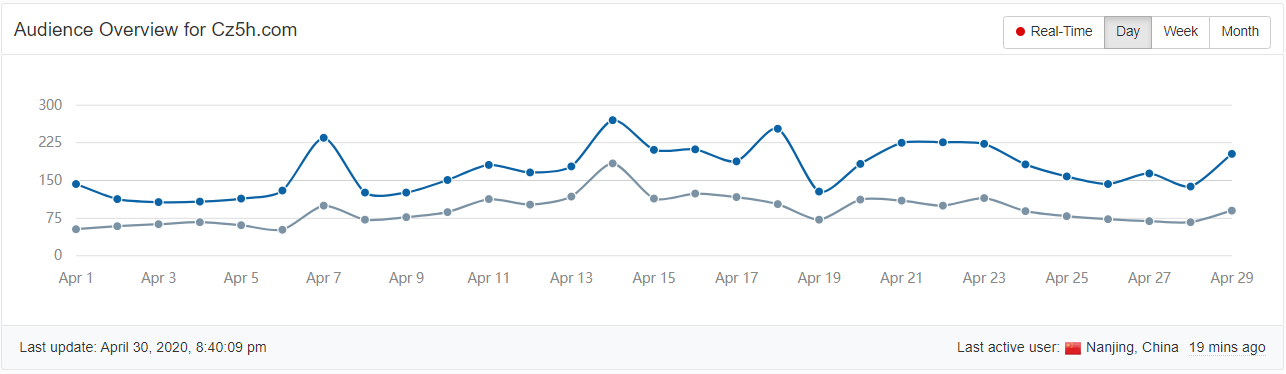 Audience Overview for Cz5h.com
Real-Time Day Week Month
300
225
150
75
0
Apr 1 Apr 3 Apr 5 Apr 7 Apr 9 Apr 11 Apr 13 Apr 15 Apr 17 Apr 19 Apr 21 Apr 23 Apr 25 Apr 27 Apr 29
Last update: April 30, 2020, 8:40:09 pm
Last active user: Nanjing, China 19 mins ago